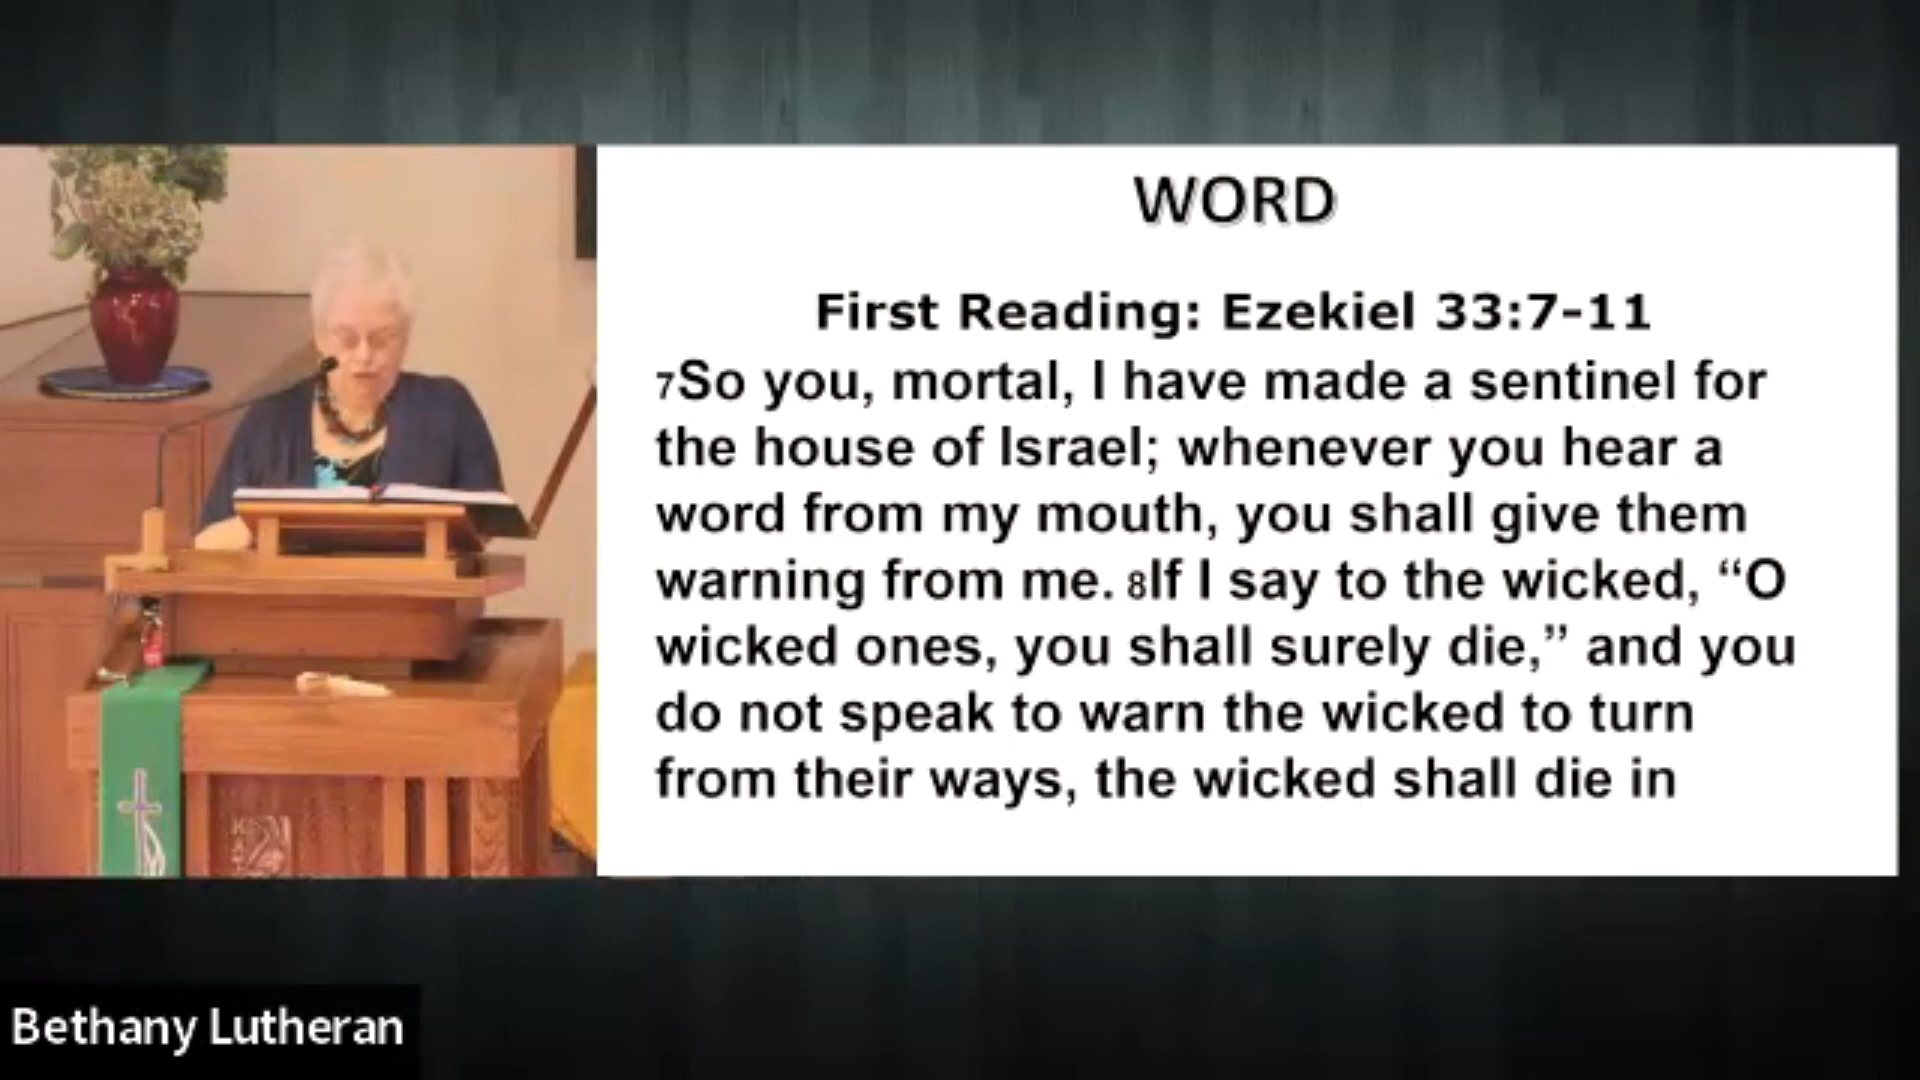 WORD
First Reading: Ezekiel 33:7-11
7So you, mortal, I have made a sentinel for
the house of Israel; whenever you hear a
word from my mouth, you shall give them
warning from me. 8If I say to the wicked, “O
wicked ones, you shall surely die,” and you
do not speak to warn the wicked to turn
from their ways, the wicked shall die in
Bethany Lutheran